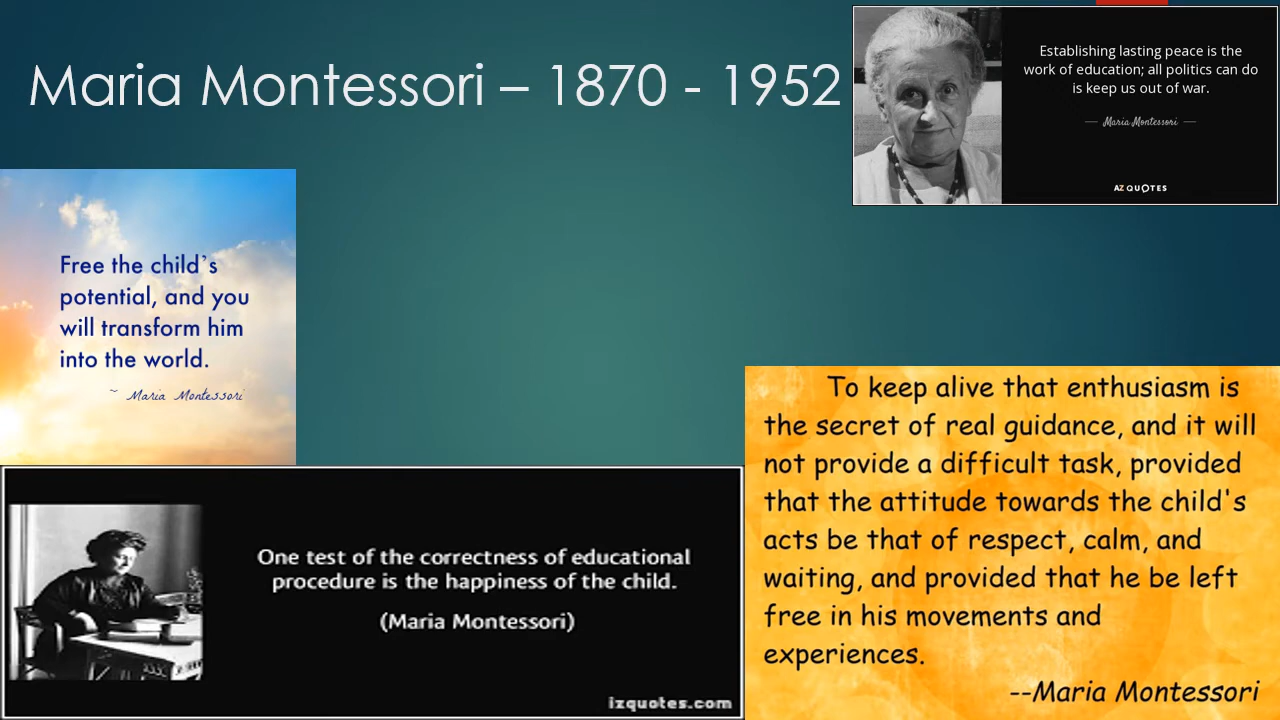 Maria Montessori – 1870 - 1952
Establishing lasting peace is the
work of education; all politics can do
is keep us out of war.
— Maria Montessori —
AZ QUOTES
Free the child's
potential, and you
will transform him
into the world.
~ Maria Montessori
One test of the correctness of educational
procedure is the happiness of the child.
(Maria Montessori)
izquotes.com
To keep alive that enthusiasm is
the secret of real guidance, and it will
not provide a difficult task, provided
that the attitude towards the child's
acts be that of respect, calm, and
waiting, and provided that he be left
free in his movements and
experiences.
--Maria Montessori